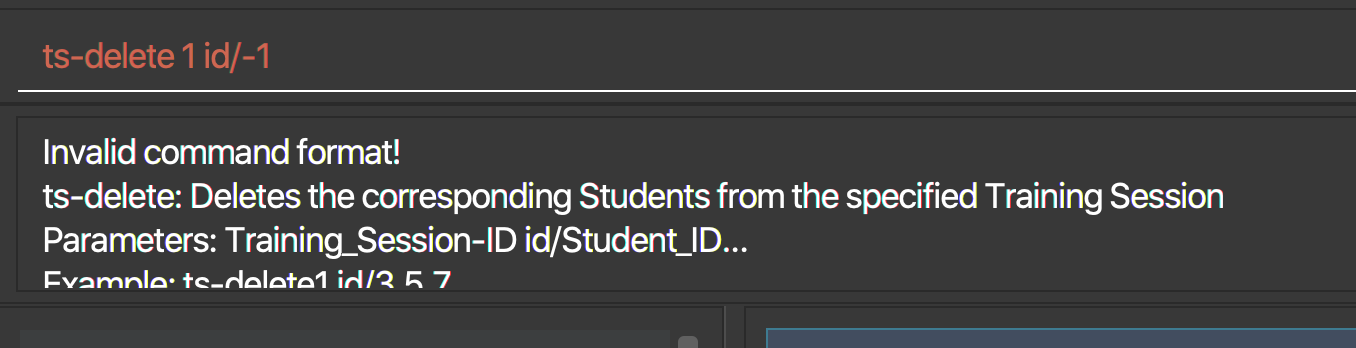 ts-delete 1 id/-1
Invalid command format!
ts-delete: Deletes the corresponding Students from the specified Training Session
Parameters: Training_Session-ID id/Student_ID...
Example: ts-delete1 id/3 5 7